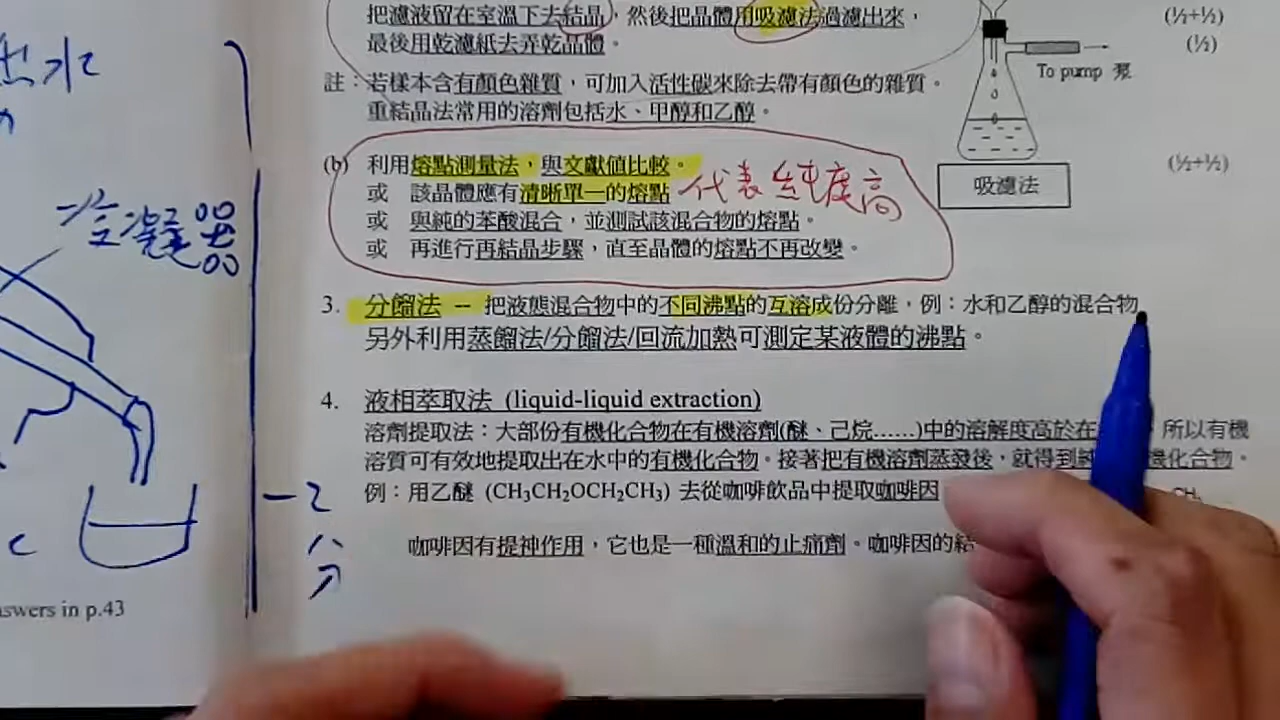 把濾液留在室溫下去結晶，然後把晶體用吸濾法過濾出來， (½+½)
最後用乾濾紙去弄乾晶體。 (½)
To pump 泵
註：若樣本含有顏色雜質，可加入活性碳來除去帶有顏色的雜質。
重結晶法常用的溶劑包括水、甲醇和乙醇。
熱水
(b) 利用熔點測量法，與文獻值比較。 (½+½)
或 該晶體應有清晰單一的熔點 代表純度高
吸濾法
或 與純的苯酸混合，並測試該混合物的熔點。
或 再進行再結晶步驟，直至晶體的熔點不再改變。
冷凝器
3. 分餾法 -- 把液態混合物中的不同沸點的互溶成份分離，例：水和乙醇的混合物
另外利用蒸餾法/分餾法/回流加熱可測定某液體的沸點。
4. 液相萃取法 (liquid-liquid extraction)
溶劑提取法：大部份有機化合物在有機溶劑(醚、己烷……)中的溶解度高於在 所以有機
溶質可有效地提取出在水中的有機化合物。接著把有機溶劑蒸發後，就得到 機化合物。
例：用乙醚 (CH₃CH₂OCH₂CH₃) 去從咖啡飲品中提取咖啡因
CH₃
咖啡因有提神作用，它也是一種溫和的止痛劑。咖啡因的結
swers in p.43